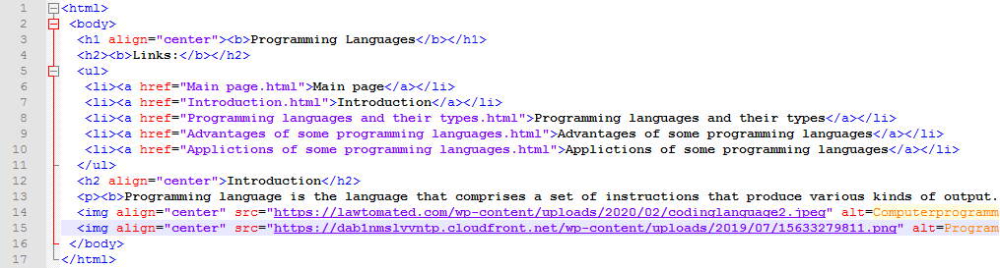 1 <html>
2 <body>
3 <h1 align="center"><b>Programming Languages</b></h1>
4 <h2><b>Links:</b></h2>
5 <ul>
6 <li><a href="Main page.html">Main page</a></li>
7 <li><a href="Introduction.html">Introduction</a></li>
8 <li><a href="Programming languages and their types.html">Programming languages and their types</a></li>
9 <li><a href="Advantages of some programming languages.html">Advantages of some programming languages</a></li>
10 <li><a href="Applictions of some programming languages.html">Applictions of some programming languages</a></li>
11 </ul>
12 <h2 align="center">Introduction</h2>
13 <p><b>Programming language is the language that comprises a set of instructions that produce various kinds of output.
14 <img align="center" src="https://lawtomated.com/wp-content/uploads/2020/02/codinglanguage2.jpeg" alt=Computerprogramm
15 <img align="center" src="https://dab1nmslvvntp.cloudfront.net/wp-content/uploads/2019/07/15633279811.png" alt=Program
16 </body>
17 </html>